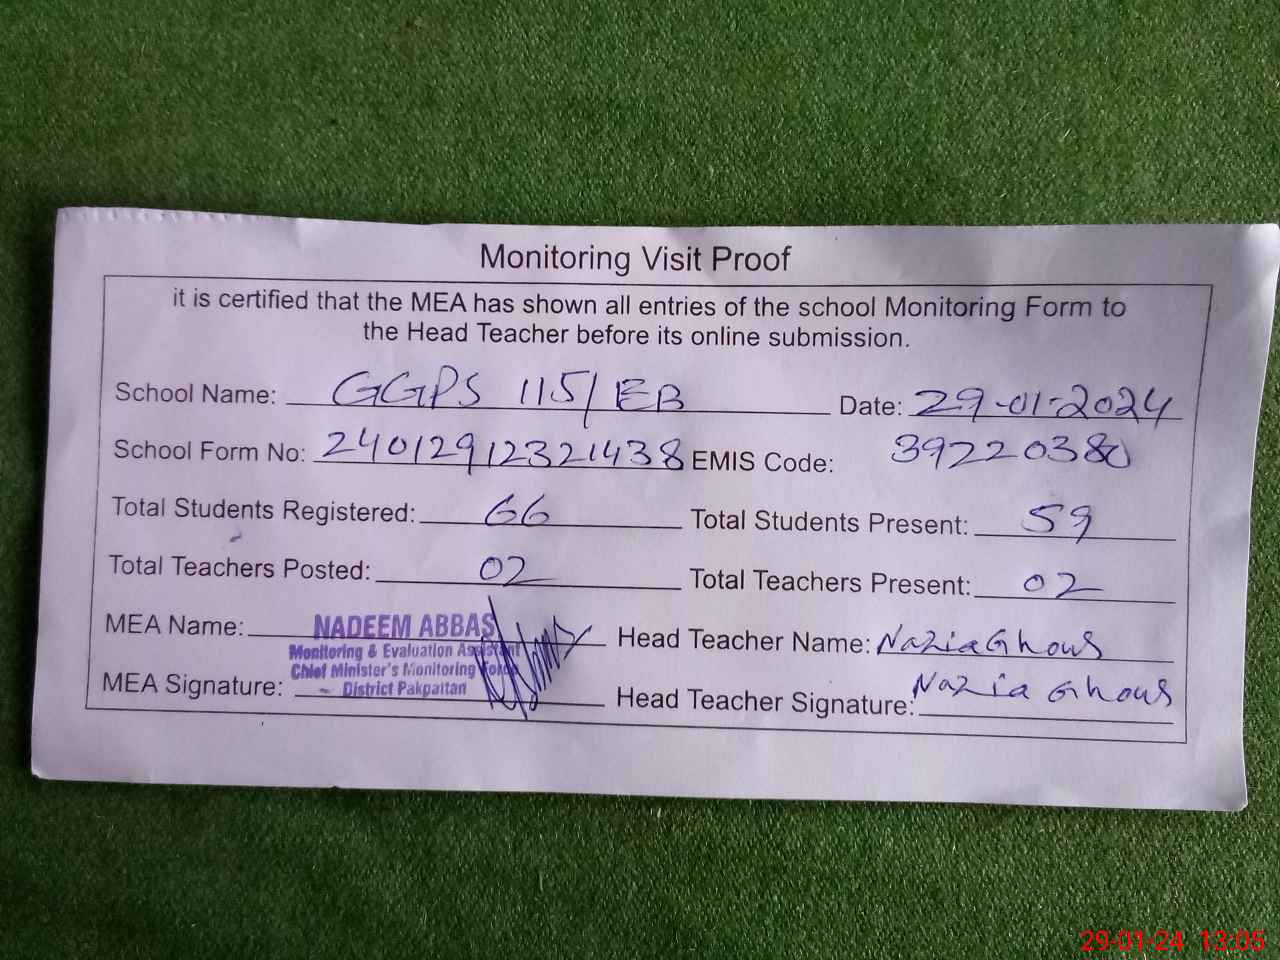 Monitoring Visit Proof
it is certified that the MEA has shown all entries of the school Monitoring Form to
the Head Teacher before its online submission.
School Name: GGPS 115/EB Date: 29-01-2024
School Form No: 24012912321438 EMIS Code: 39220380
Total Students Registered: 66 Total Students Present: 59
Total Teachers Posted: 02 Total Teachers Present: 02
MEA Name: NADEEM ABBAS Head Teacher Name: Nazia Ghous
Monitoring & Evaluation Assistant
Chief Minister's Monitoring Force
District Pakpattan
MEA Signature: Head Teacher Signature: Nazia Ghous
29-01-24 13:05